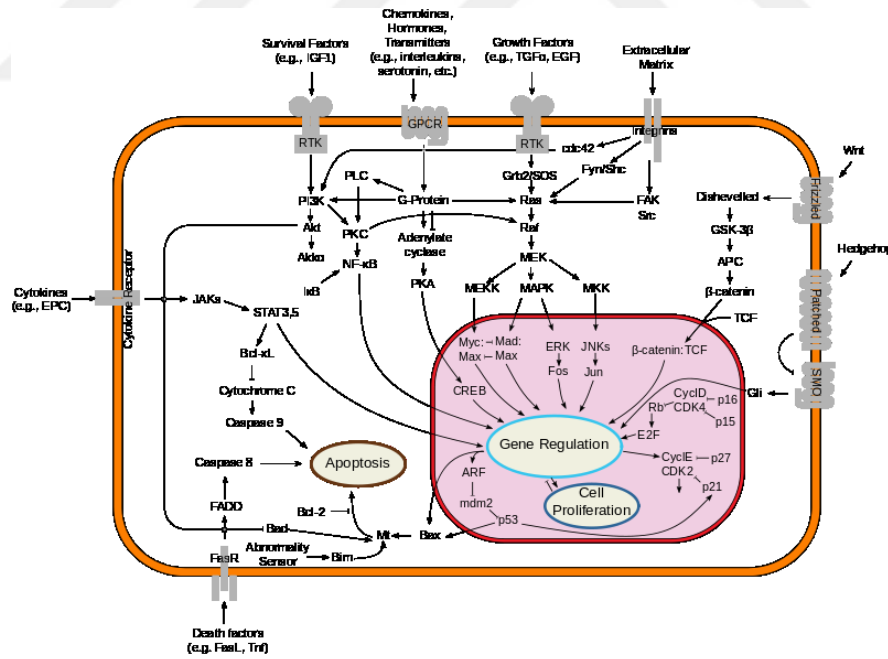 Chemokines,
Hormones,
Transmitters
(e.g., interleukins,
serotonin, etc.)
Survival Factors
(e.g., IGF1)
Growth Factors
(e.g., TGFα, EGF)
Extracellular
Matrix
RTK
GPCR
RTK
Integrins
cdc42
Wnt
Frizzled
PLC
Grb2/SOS
Fyn/Shc
PI3K
G-Protein
Ras
FAK
Src
Dishevelled
Akt
PKC
Adenylate
cyclase
Raf
GSK-3β
Akkα
NF-κB
MEK
APC
Hedgehop
IκB
PKA
MEKK
MAPK
MKK
β-catenin
TCF
Cytokines
(e.g., EPC)
Cytokine Receptor
JAKs
STAT3,5
Patched
SMO
Myc:
Max
Mad:
Max
ERK
Fos
JNKs
Jun
β-catenin:TCF
Bcl-xL
Cytochrome C
Caspase 9
CREB
Gli
CyclD
CDK4
p16
p15
Rb
E2F
Gene Regulation
CyclE
CDK2
p27
p21
Caspase 8
Apoptosis
ARF
mdm2
p53
Cell
Proliferation
FADD
Bcl-2
Bad
Mt
Bax
FasR
Abnormality
Sensor
Bim
Death factors
(e.g. FasL, Tnf)